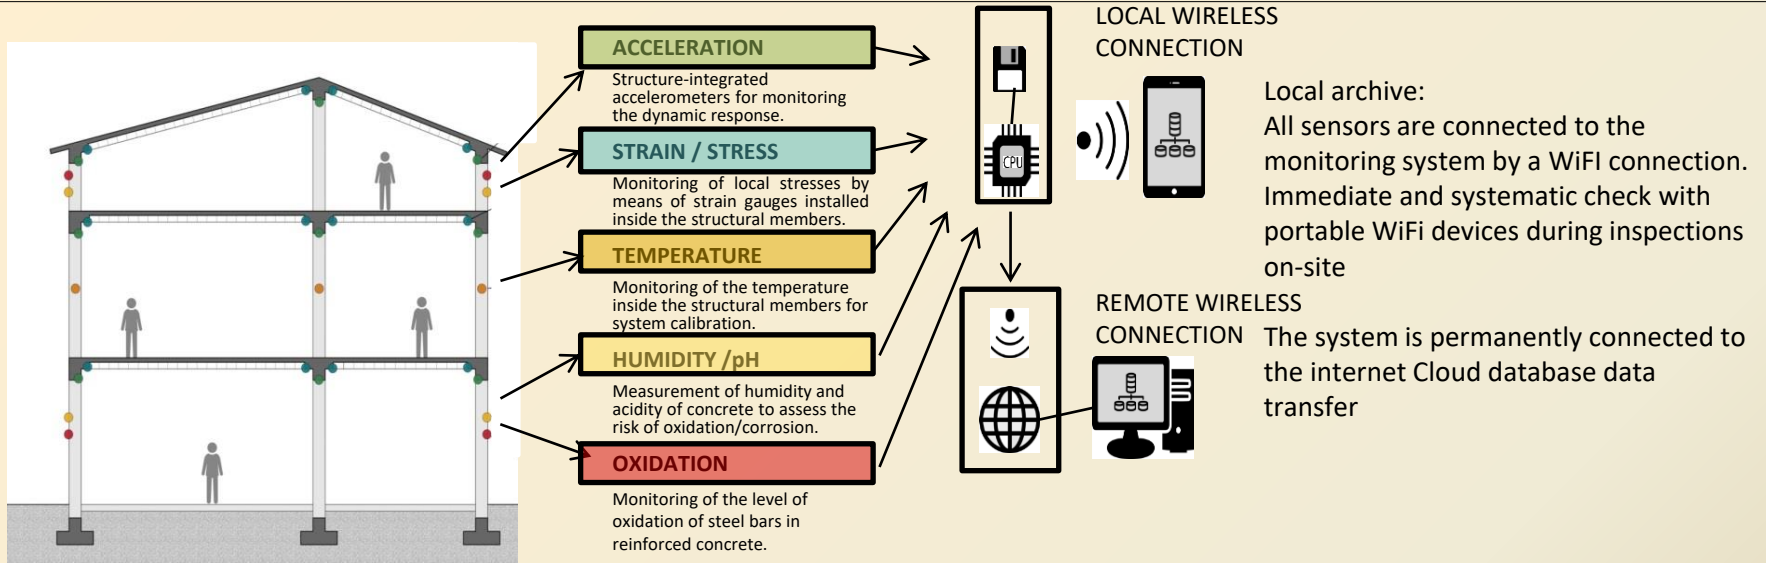 ACCELERATION
Structure-integrated
accelerometers for monitoring
the dynamic response.
STRAIN / STRESS
Monitoring of local stresses by
means of strain gauges installed
inside the structural members.
TEMPERATURE
Monitoring of the temperature
inside the structural members for
system calibration.
HUMIDITY /pH
Measurement of humidity and
acidity of concrete to assess the
risk of oxidation/corrosion.
OXIDATION
Monitoring of the level of
oxidation of steel bars in
reinforced concrete.
CPU
LOCAL WIRELESS
CONNECTION
Local archive:
All sensors are connected to the
monitoring system by a WiFI connection.
Immediate and systematic check with
portable WiFi devices during inspections
on-site
REMOTE WIRELESS
CONNECTION
The system is permanently connected to
the internet Cloud database data
transfer